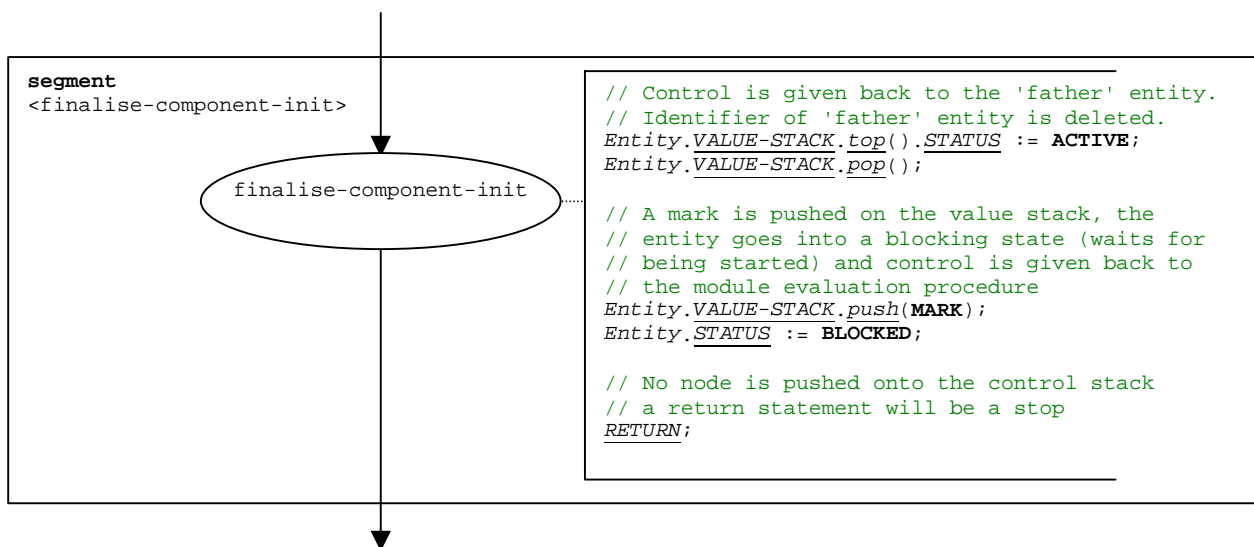 segment
<finalise-component-init>
finalise-component-init
// Control is given back to the 'father' entity.
// Identifier of 'father' entity is deleted.
Entity.VALUE-STACK.top().STATUS := ACTIVE;
Entity.VALUE-STACK.pop();
// A mark is pushed on the value stack, the
// entity goes into a blocking state (waits for
// being started) and control is given back to
// the module evaluation procedure
Entity.VALUE-STACK.push(MARK);
Entity.STATUS := BLOCKED;
// No node is pushed onto the control stack
// a return statement will be a stop
RETURN;